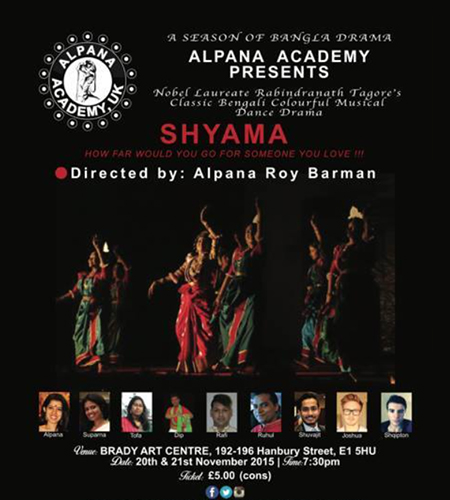 ALPANA
ACADEMY.UK
A SEASON OF BANGLA DRAMA
ALPANA ACADEMY
PRESENTS
Nobel Laureate Rabindranath Tagore's
Classic Bengali Colourful Musical
Dance Drama
SHYAMA
HOW FAR WOULD YOU GO FOR SOMEONE YOU LOVE !!!
Directed by: Alpana Roy Barman
Alpana Suparna Tofa Dip Rafi Ruhul Shuvajit Joshua Shopton
Venue: BRADY ART CENTRE, 192-196 Hanbury Street, E1 5HU
Date: 20th & 21st November 2015 | Time:7:30pm
Ticket: £5.00 (cons)